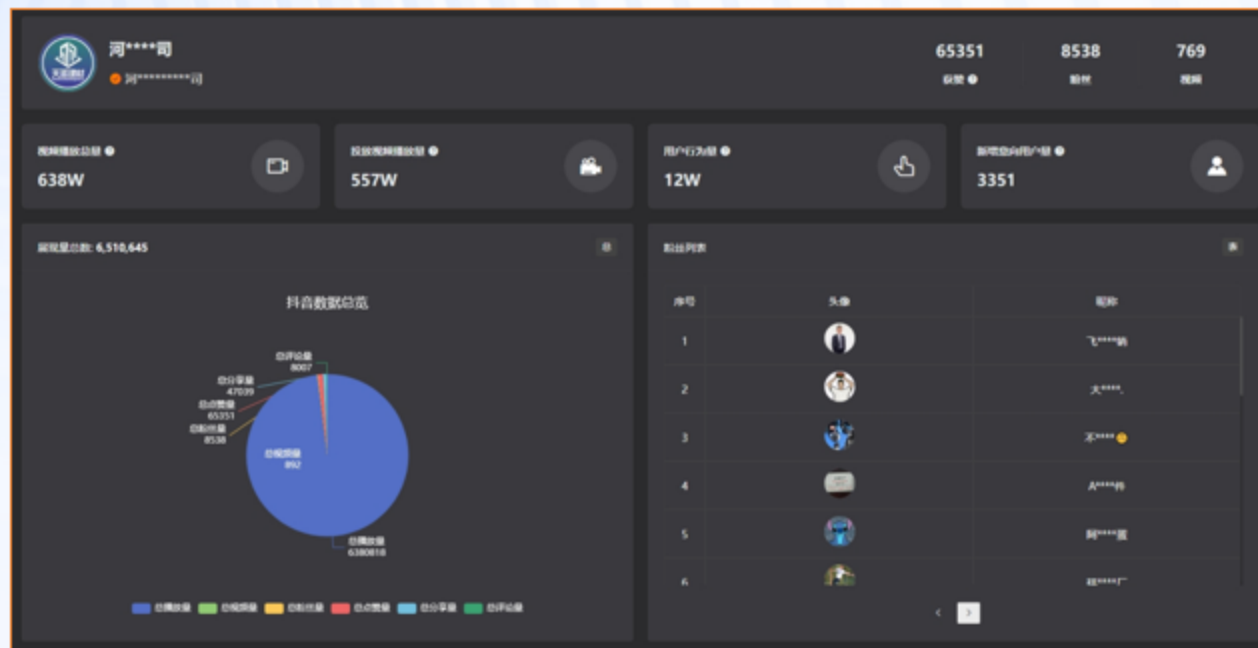 河****司
河*********司
65351
8538
769
获赞
粉丝
视频
视频播放总量
638W
投放视频播放量
557W
用户行为量
12W
新增意向用户量
3351
展现量总数: 6,510,645
总
抖音数据总览
总评论量
8007
总分享量
47039
总点赞量
65351
总粉丝量
8538
总视频量
892
总播放量
6380818
总播放量 总视频量 总粉丝量 总点赞量 总分享量 总评论量
粉丝列表
序号 头像 昵称
1
2 大****.
3 不****
4 A****件
5 阿****蛋
6